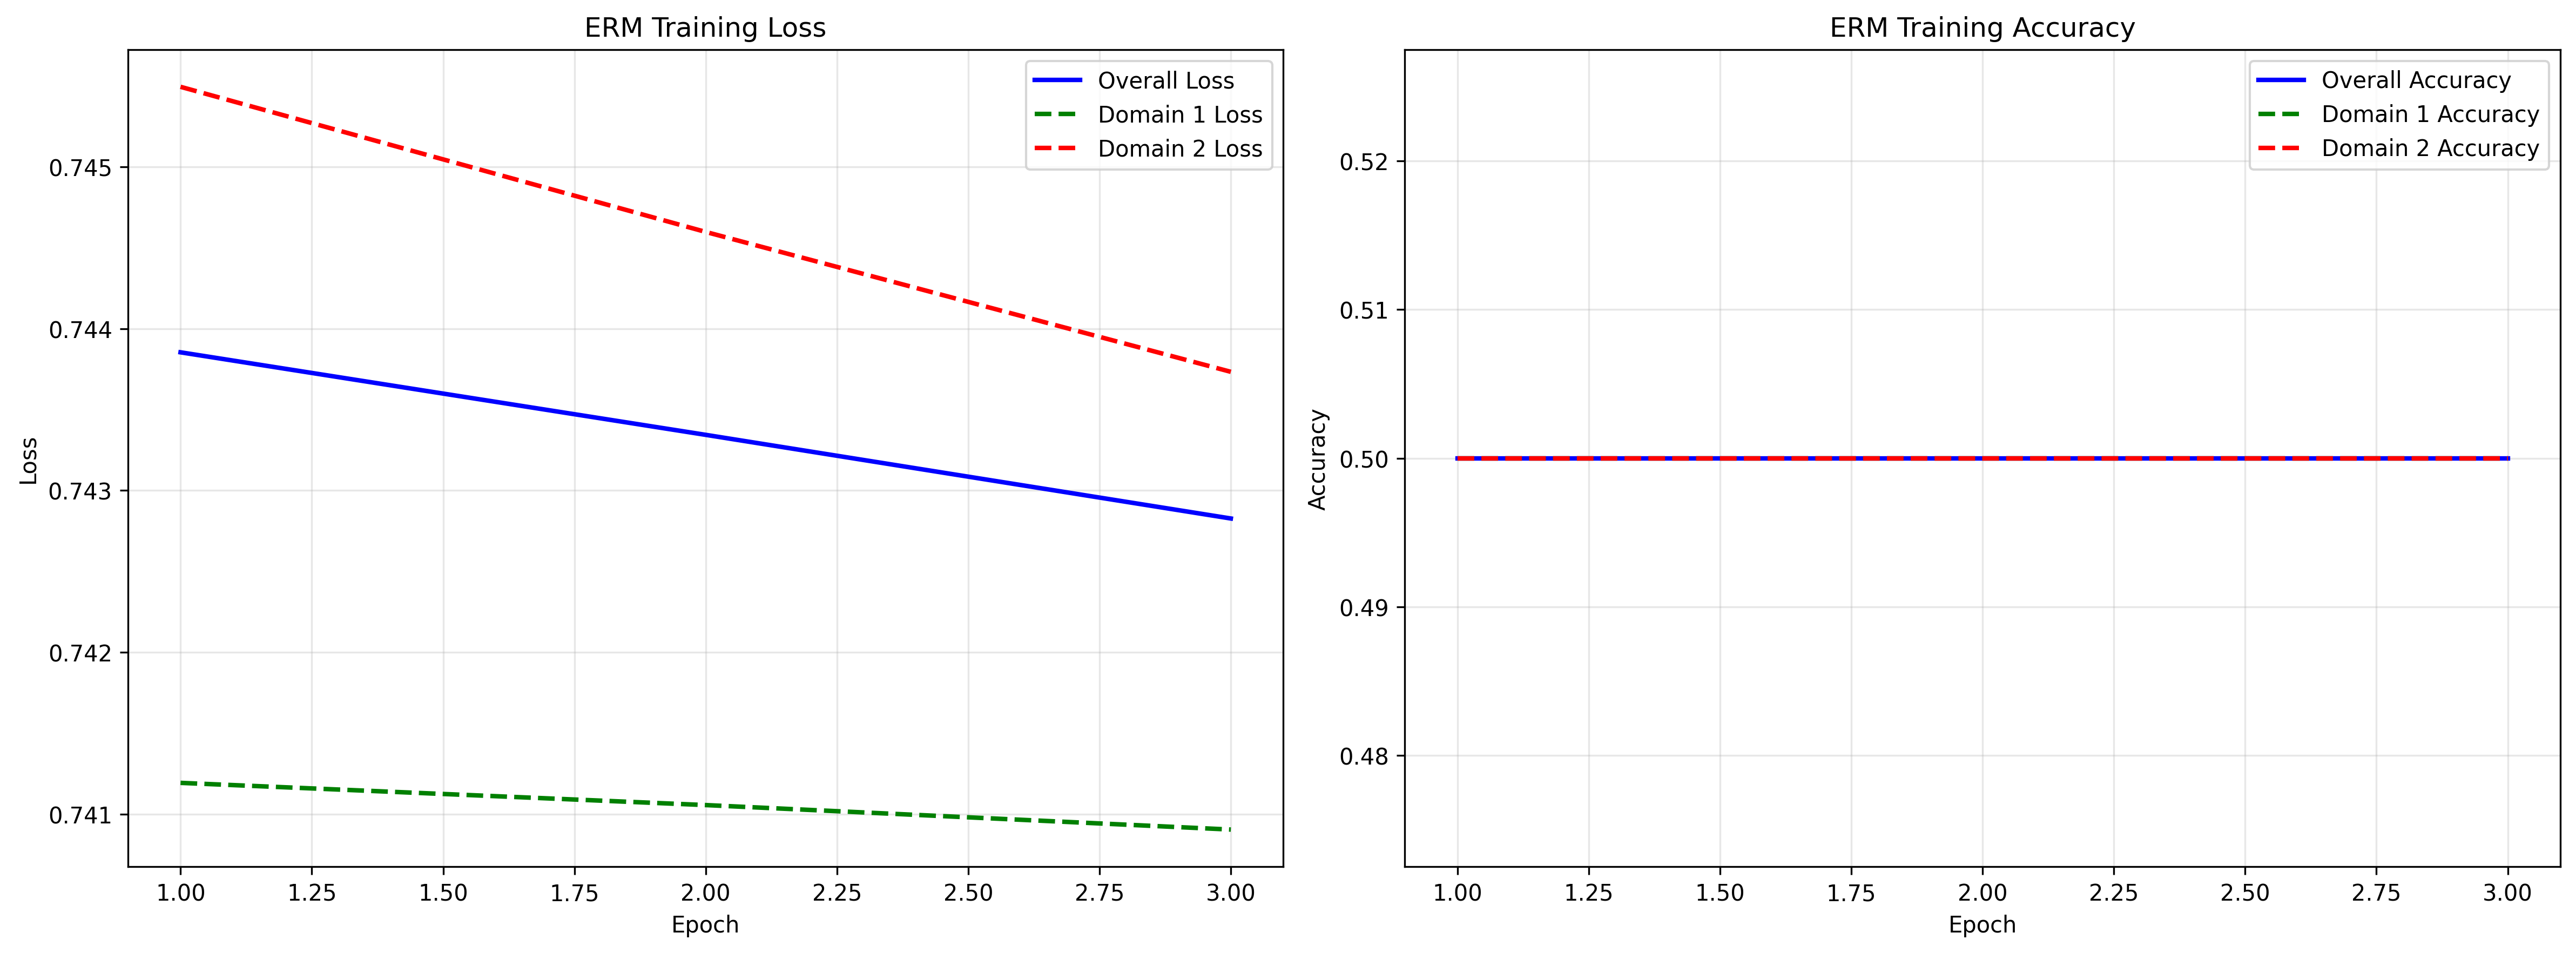 ERM Training Loss
Overall Loss
Domain 1 Loss
Domain 2 Loss
0.745
0.744
0.743
0.742
0.741
Loss
1.00 1.25 1.50 1.75 2.00 2.25 2.50 2.75 3.00
Epoch
ERM Training Accuracy
Overall Accuracy
Domain 1 Accuracy
Domain 2 Accuracy
0.52
0.51
0.50
0.49
0.48
Accuracy
1.00 1.25 1.50 1.75 2.00 2.25 2.50 2.75 3.00
Epoch